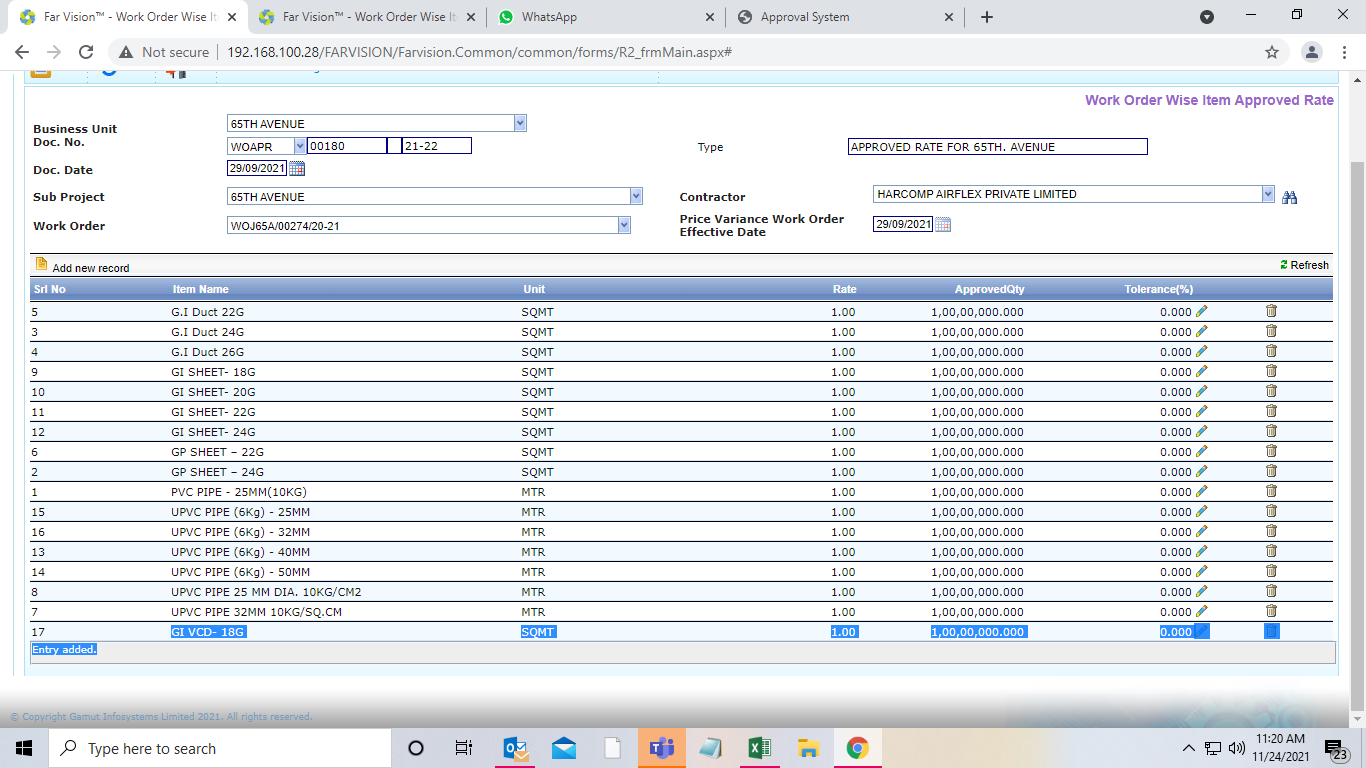 Far Vision™ - Work Order Wise It
Far Vision™ - Work Order Wise It
WhatsApp
Approval System
Not secure
192.168.100.28/FARVISION/Farvision.Common/common/forms/R2_frmMain.aspx#
Work Order Wise Item Approved Rate
Business Unit 65TH AVENUE
Doc. No. WOAPR 00180 21-22 Type APPROVED RATE FOR 65TH. AVENUE
Doc. Date 29/09/2021
Sub Project 65TH AVENUE Contractor HARCOMP AIRFLEX PRIVATE LIMITED
Work Order WOJ65A/00274/20-21 Price Variance Work Order
Effective Date 29/09/2021
Add new record Refresh
Srl No Item Name Unit Rate ApprovedQty Tolerance(%)
5 G.I Duct 22G SQMT 1.00 1,00,00,000.000 0.000
3 G.I Duct 24G SQMT 1.00 1,00,00,000.000 0.000
4 G.I Duct 26G SQMT 1.00 1,00,00,000.000 0.000
9 GI SHEET- 18G SQMT 1.00 1,00,00,000.000 0.000
10 GI SHEET- 20G SQMT 1.00 1,00,00,000.000 0.000
11 GI SHEET- 22G SQMT 1.00 1,00,00,000.000 0.000
12 GI SHEET- 24G SQMT 1.00 1,00,00,000.000 0.000
6 GP SHEET – 22G SQMT 1.00 1,00,00,000.000 0.000
2 GP SHEET – 24G SQMT 1.00 1,00,00,000.000 0.000
1 PVC PIPE - 25MM(10KG) MTR 1.00 1,00,00,000.000 0.000
15 UPVC PIPE (6Kg) - 25MM MTR 1.00 1,00,00,000.000 0.000
16 UPVC PIPE (6Kg) - 32MM MTR 1.00 1,00,00,000.000 0.000
13 UPVC PIPE (6Kg) - 40MM MTR 1.00 1,00,00,000.000 0.000
14 UPVC PIPE (6Kg) - 50MM MTR 1.00 1,00,00,000.000 0.000
8 UPVC PIPE 25 MM DIA. 10KG/CM2 MTR 1.00 1,00,00,000.000 0.000
7 UPVC PIPE 32MM 10KG/SQ.CM MTR 1.00 1,00,00,000.000 0.000
17 GI VCD- 18G SQMT 1.00 1,00,00,000.000 0.000
Entry added.
© Copyright Gamut Infosystems Limited 2021. All rights reserved.
Type here to search
11:20 AM
11/24/2021
23